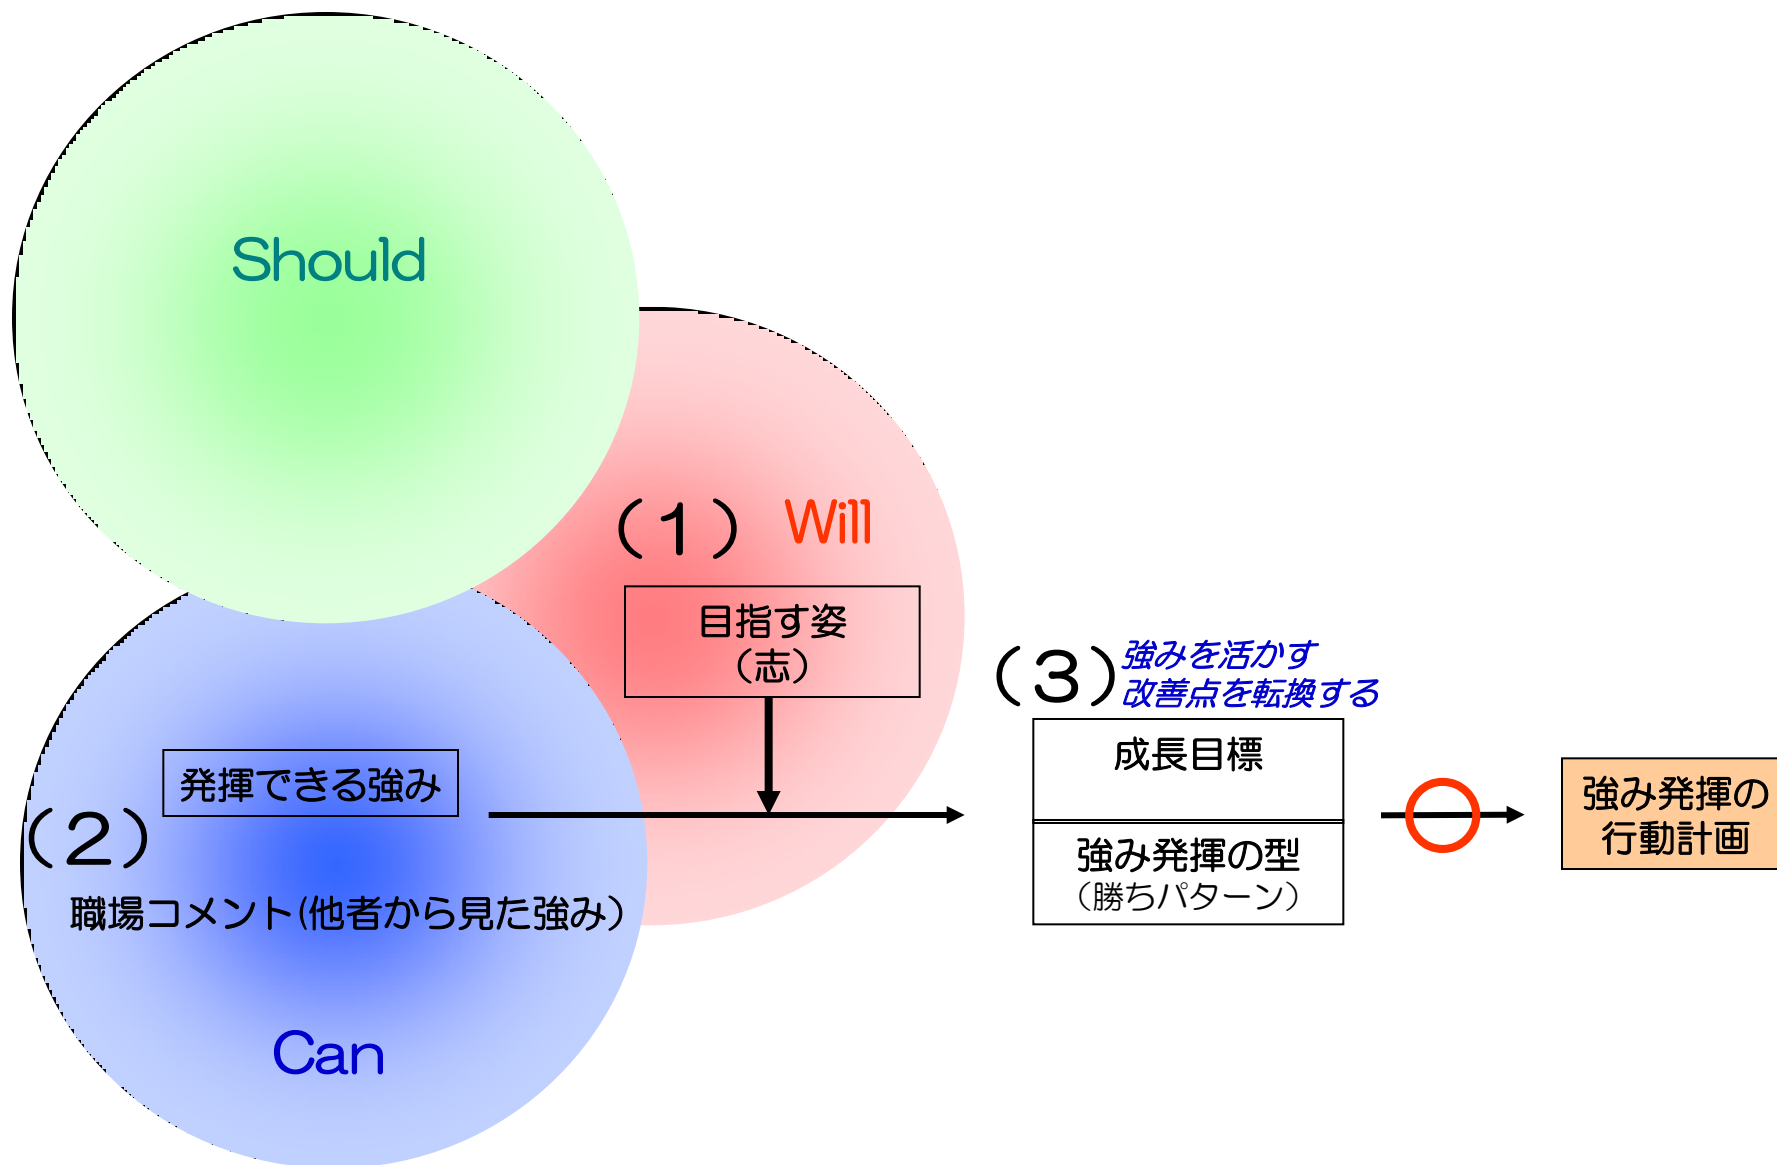 Should
（１） Will
目指す姿
（志）
（３）
強みを活かす
改善点を転換する
成長目標
発揮できる強み
（２）
強み発揮の型
（勝ちパターン）
強み発揮の
行動計画
職場コメント(他者から見た強み）
Can